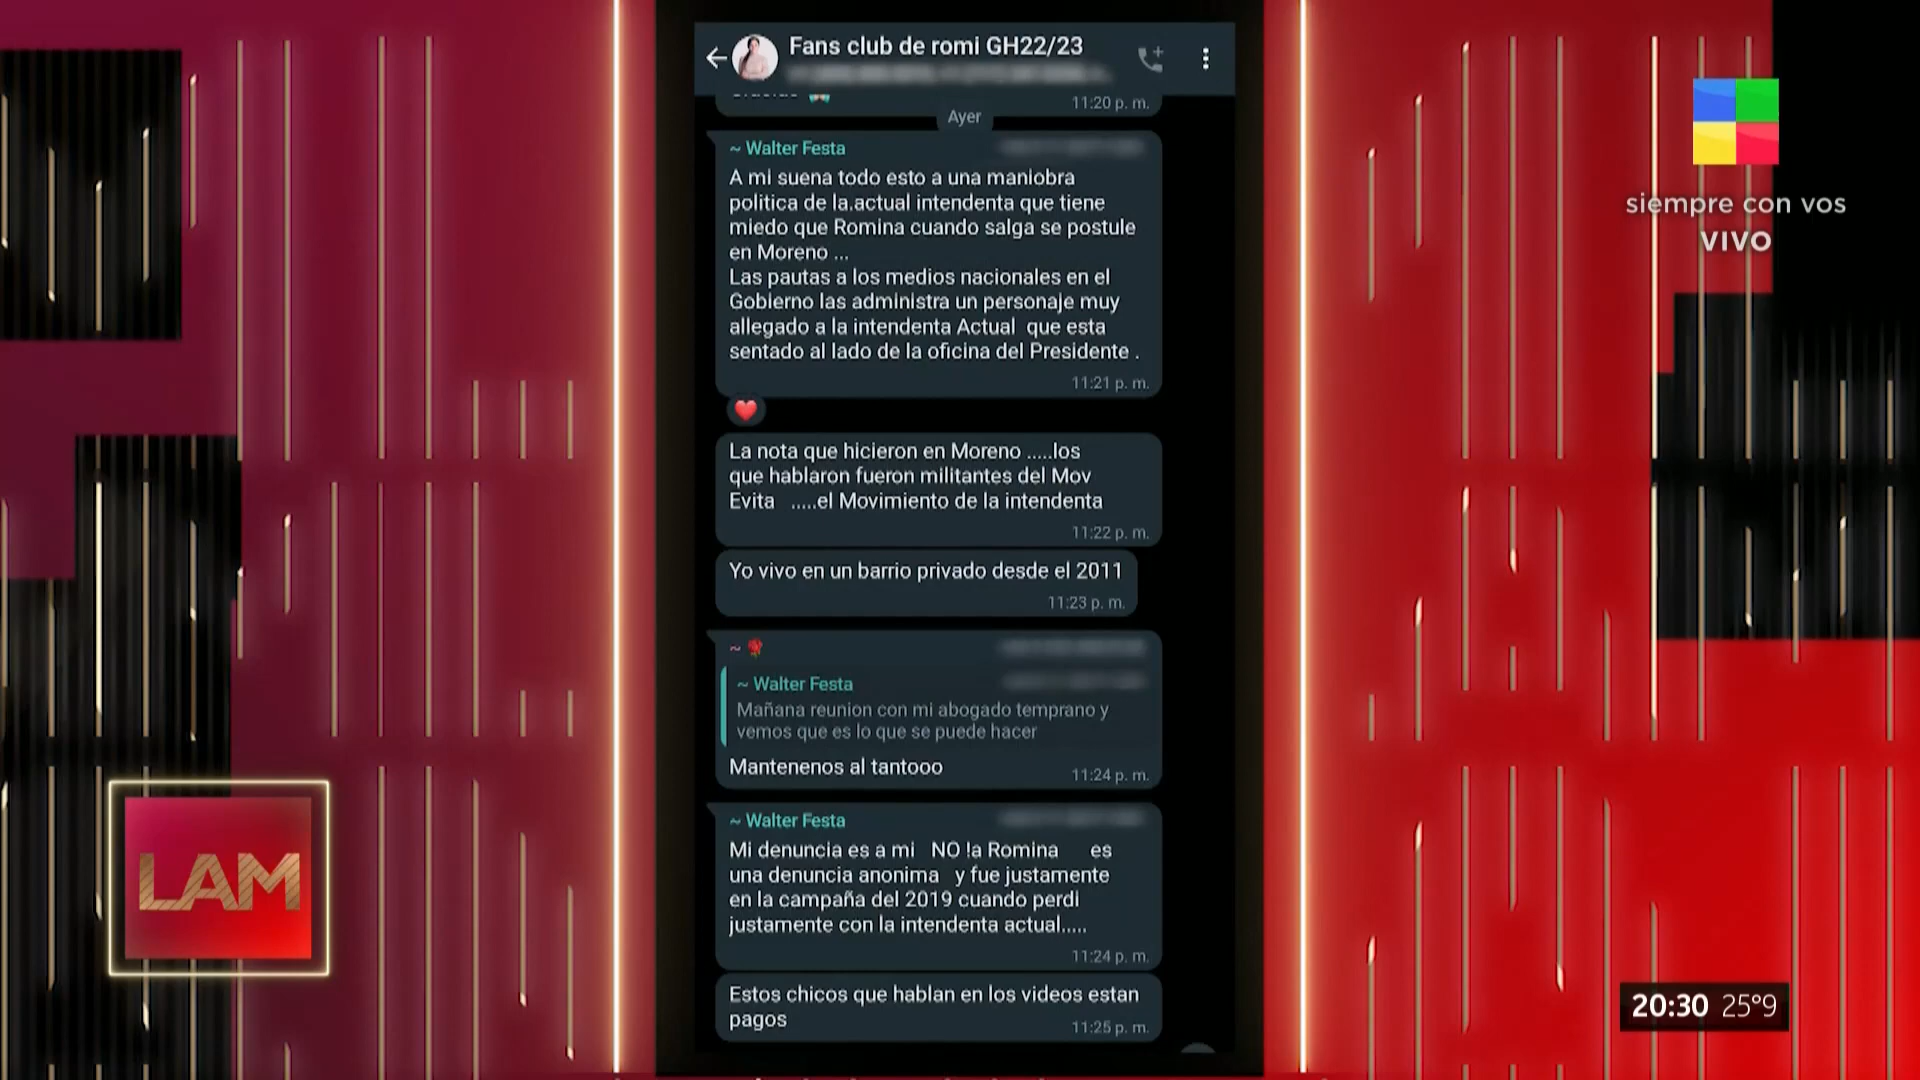 Fans club de romi GH22/23
11:20 p. m.
Ayer
~ Walter Festa
A mi suena todo esto a una maniobra
politica de la.actual intendenta que tiene
miedo que Romina cuando salga se postule
en Moreno ...
Las pautas a los medios nacionales en el
Gobierno las administra un personaje muy
allegado a la intendenta Actual que esta
sentado al lado de la oficina del Presidente .
11:21 p. m.
La nota que hicieron en Moreno .....los
que hablaron fueron militantes del Mov
Evita .....el Movimiento de la intendenta
11:22 p. m.
Yo vivo en un barrio privado desde el 2011
11:23 p. m.
~ 🌹
~ Walter Festa
Mañana reunion con mi abogado temprano y
vemos que es lo que se puede hacer
Mantenenos al tantooo
11:24 p. m.
~ Walter Festa
Mi denuncia es a mi NO !a Romina es
una denuncia anonima y fue justamente
en la campaña del 2019 cuando perdI
justamente con la intendenta actual.....
11:24 p. m.
Estos chicos que hablan en los videos estan
pagos
11:25 p. m.
siempre con vos
VIVO
LAM
20:30 25°9